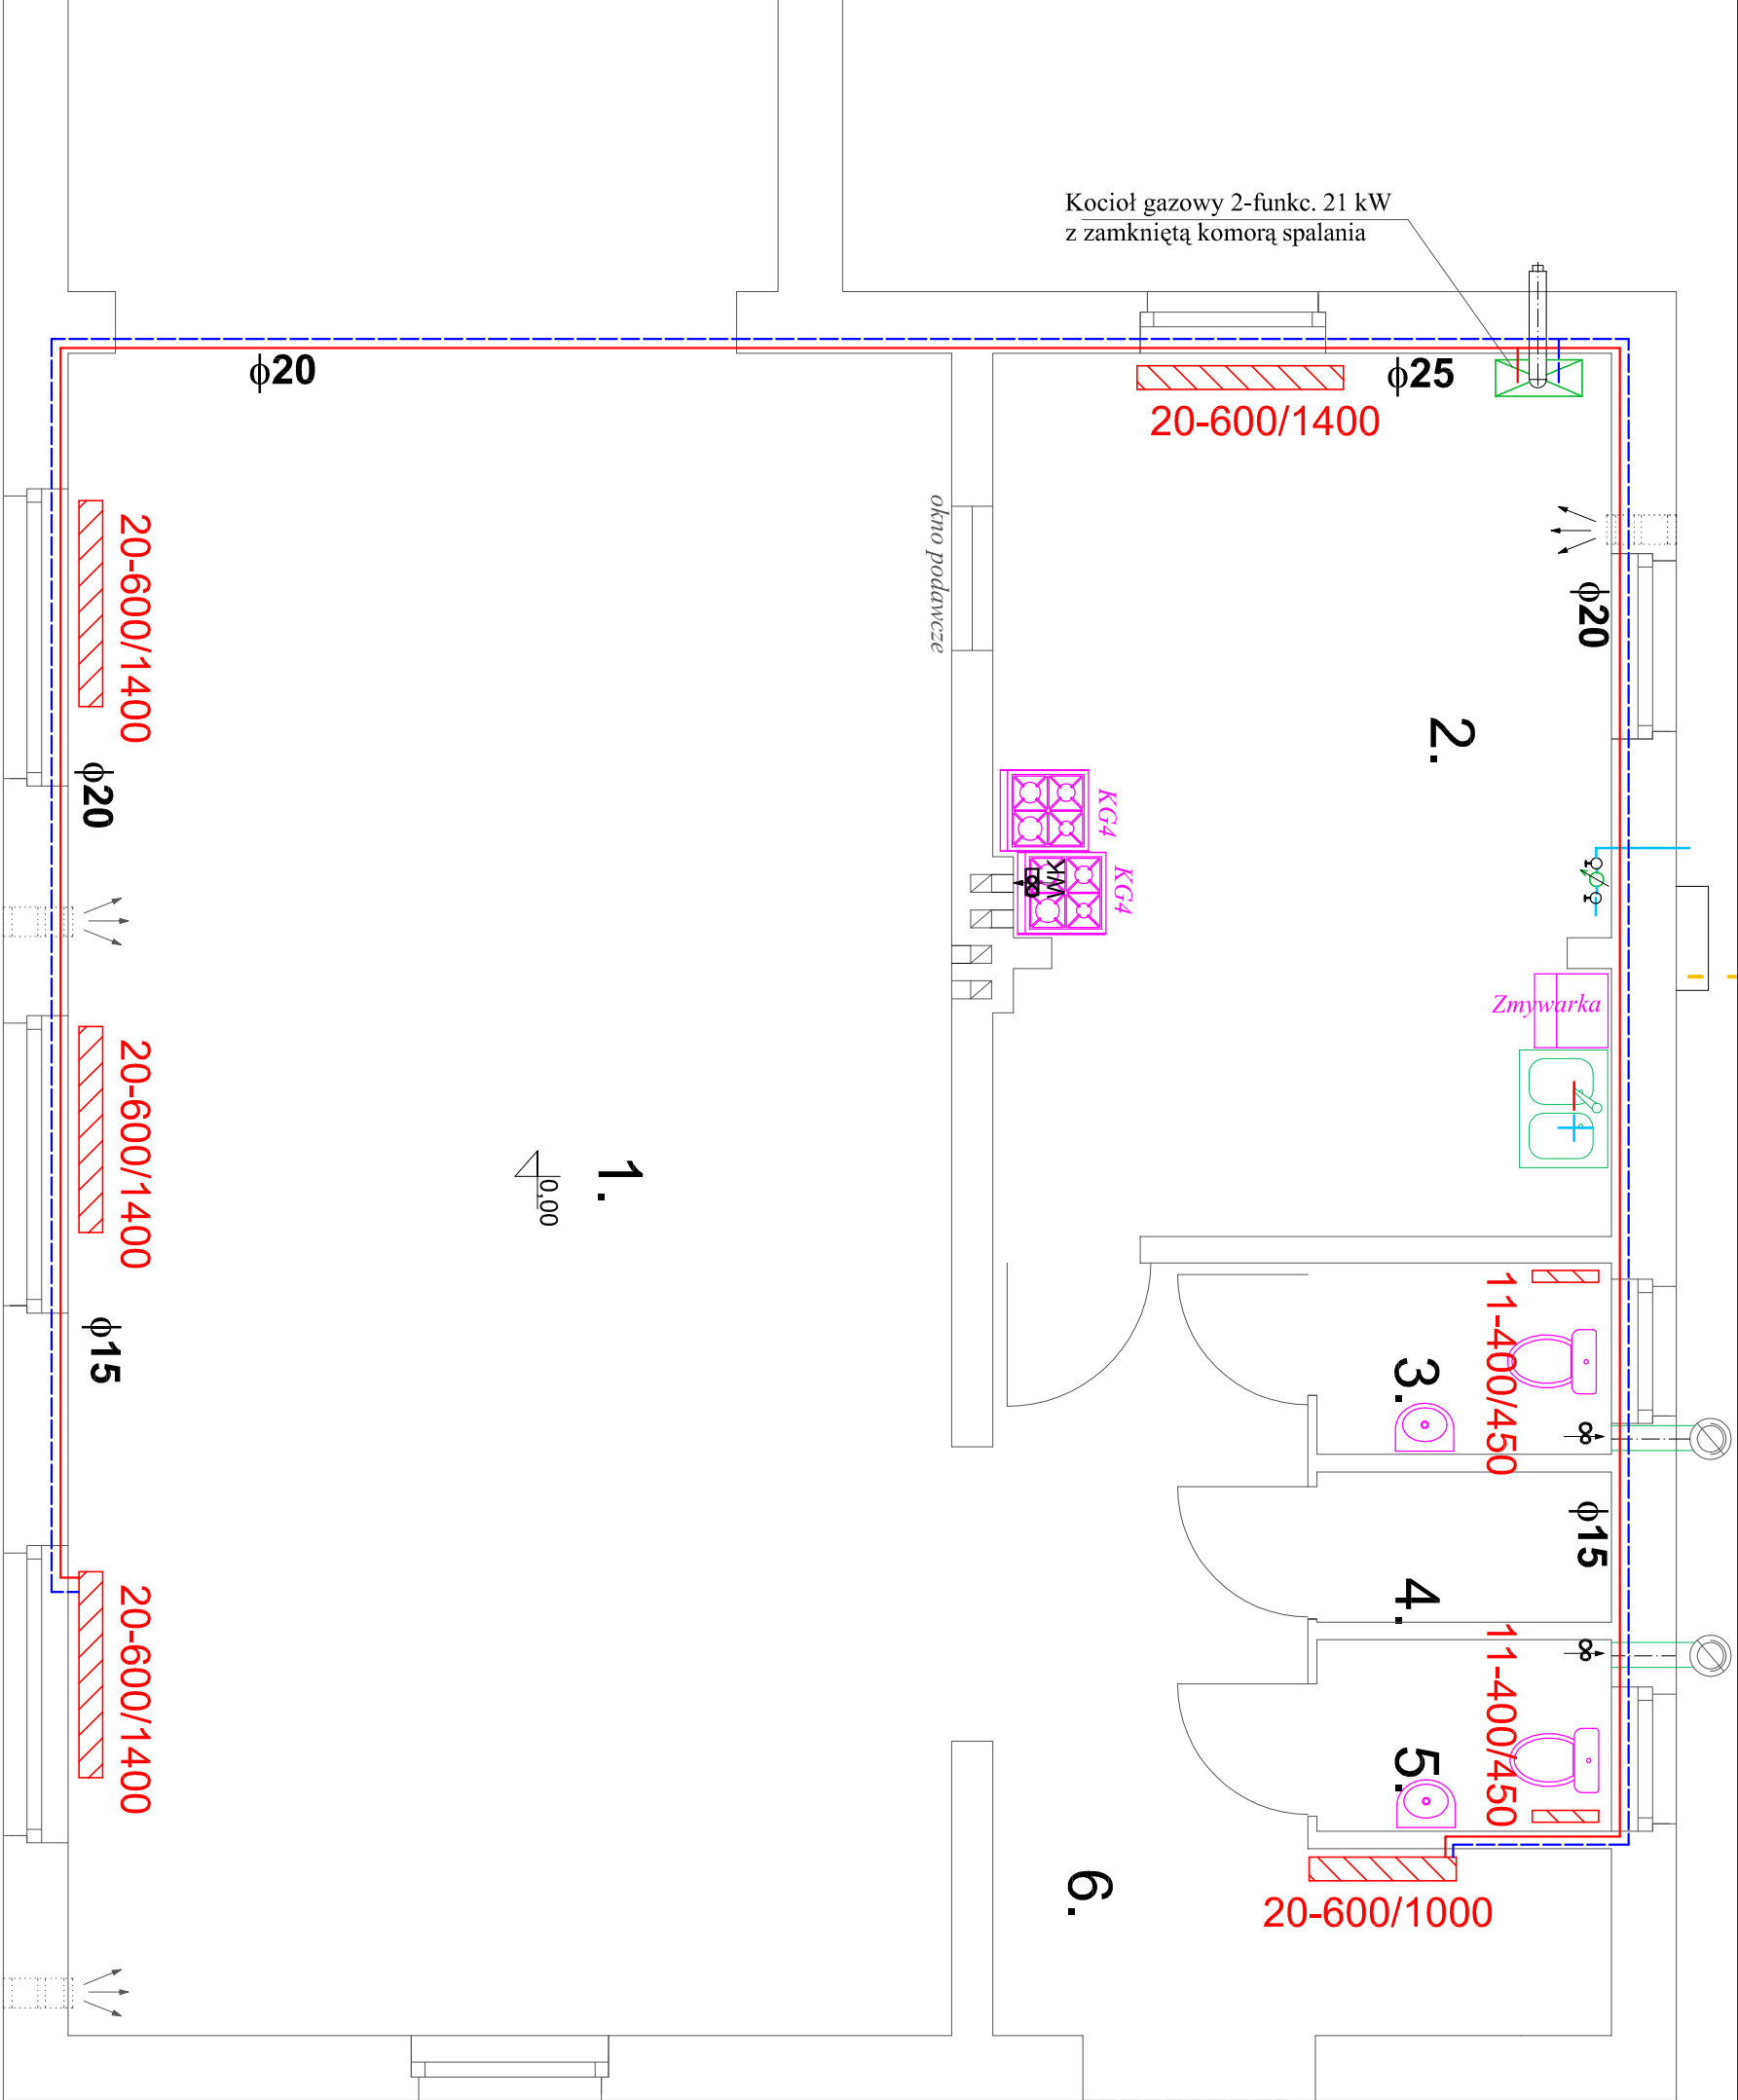 Kocioł gazowy 2-funkc. 21 kW
z zamkniętą komorą spalania
ϕ20
ϕ25
20-600/1400
20-600/1400
okno podawcze
ϕ20
2.
ϕ20
KG4
KG4
WK
Zmywarka
20-600/1400
1.
0,00
ϕ15
11-400/450
3.
ϕ15
4.
20-600/1400
11-400/450
5.
6.
20-600/1000